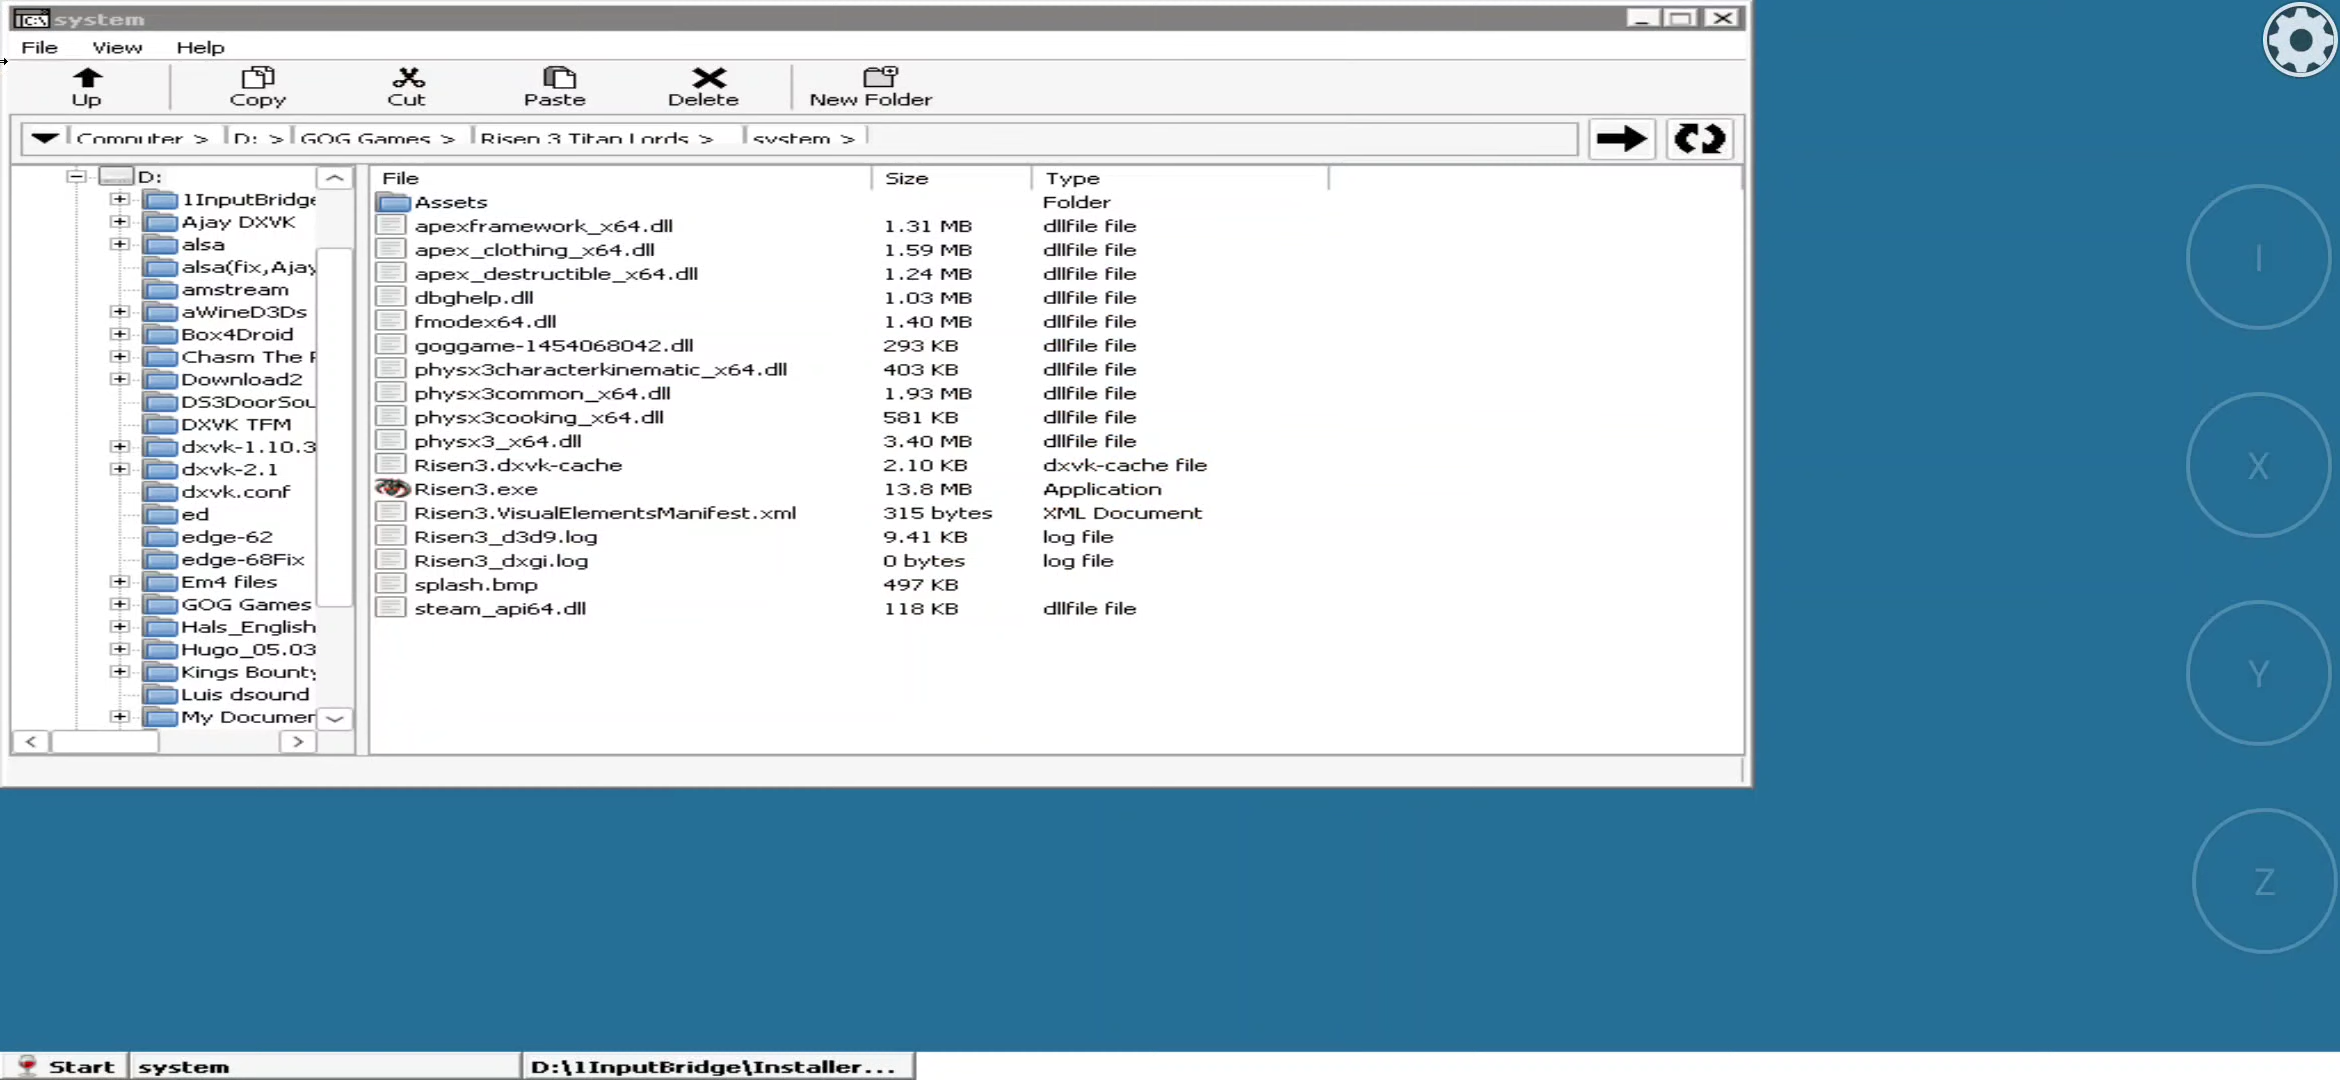 system
File View Help
Up Copy Cut Paste Delete New Folder
Computer > D: > GOG Games > Risen 3 Titan Lords > system >
D:
1InputBridge
Ajay DXVK
alsa
alsa(fix,Ajay
amstream
aWineD3Ds
Box4Droid
Chasm The
Download2
DS3DoorSou
DXVK TFM
dxvk-1.10.3
dxvk-2.1
dxvk.conf
ed
edge-62
edge-68Fix
Em4 files
GOG Games
Hals_English
Hugo_05.03
Kings Bounty
Luis dsound
My Documen
File Size Type
Assets Folder
apexframework_x64.dll 1.31 MB dllfile file
apex_clothing_x64.dll 1.59 MB dllfile file
apex_destructible_x64.dll 1.24 MB dllfile file
dbghelp.dll 1.03 MB dllfile file
fmodex64.dll 1.40 MB dllfile file
goggame-1454068042.dll 293 KB dllfile file
physx3characterkinematic_x64.dll 403 KB dllfile file
physx3common_x64.dll 1.93 MB dllfile file
physx3cooking_x64.dll 581 KB dllfile file
physx3_x64.dll 3.40 MB dllfile file
Risen3.dxvk-cache 2.10 KB dxvk-cache file
Risen3.exe 13.8 MB Application
Risen3.VisualElementsManifest.xml 315 bytes XML Document
Risen3_d3d9.log 9.41 KB log file
Risen3_dxgi.log 0 bytes log file
splash.bmp 497 KB
steam_api64.dll 118 KB dllfile file
I
X
Y
Z
Start system D:\1InputBridge\Installer...